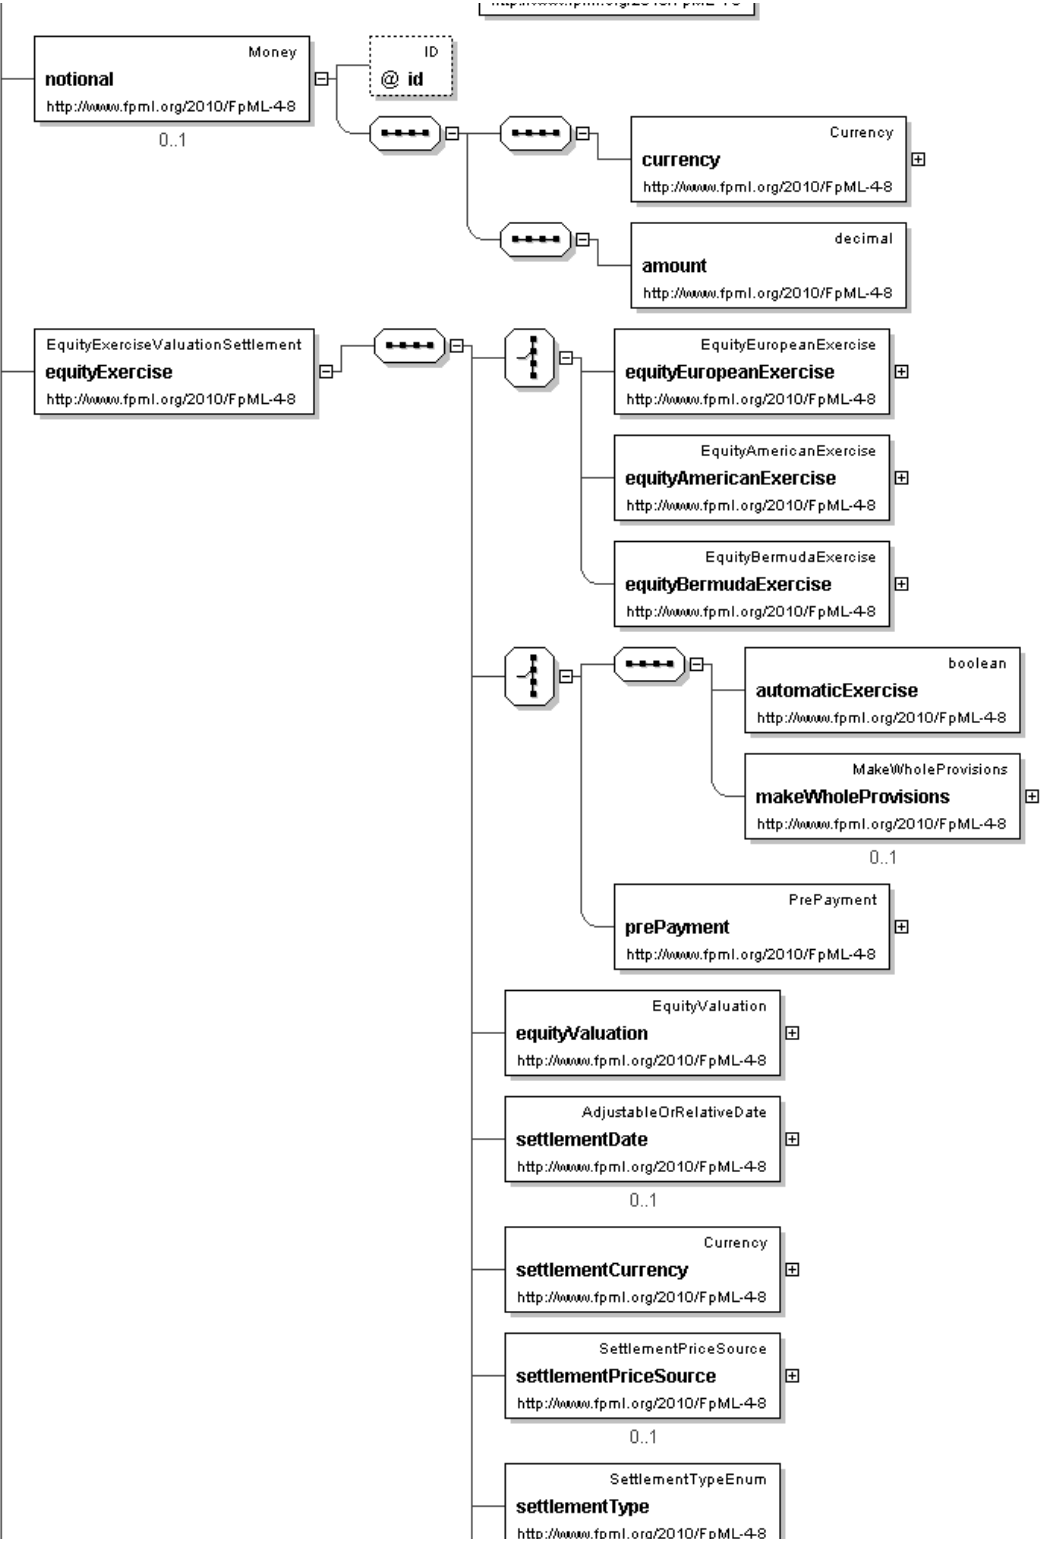 Money
notional
http://www.fpml.org/2010/FpML-4-8
0..1
ID
@ id
Currency
currency
http://www.fpml.org/2010/FpML-4-8
decimal
amount
http://www.fpml.org/2010/FpML-4-8
EquityExerciseValuationSettlement
equityExercise
http://www.fpml.org/2010/FpML-4-8
EquityEuropeanExercise
equityEuropeanExercise
http://www.fpml.org/2010/FpML-4-8
EquityAmericanExercise
equityAmericanExercise
http://www.fpml.org/2010/FpML-4-8
EquityBermudaExercise
equityBermudaExercise
http://www.fpml.org/2010/FpML-4-8
boolean
automaticExercise
http://www.fpml.org/2010/FpML-4-8
MakeWholeProvisions
makeWholeProvisions
http://www.fpml.org/2010/FpML-4-8
0..1
PrePayment
prePayment
http://www.fpml.org/2010/FpML-4-8
EquityValuation
equityValuation
http://www.fpml.org/2010/FpML-4-8
AdjustableOrRelativeDate
settlementDate
http://www.fpml.org/2010/FpML-4-8
0..1
Currency
settlementCurrency
http://www.fpml.org/2010/FpML-4-8
SettlementPriceSource
settlementPriceSource
http://www.fpml.org/2010/FpML-4-8
0..1
SettlementTypeEnum
settlementType
http://www.fpml.org/2010/FpML-4-8